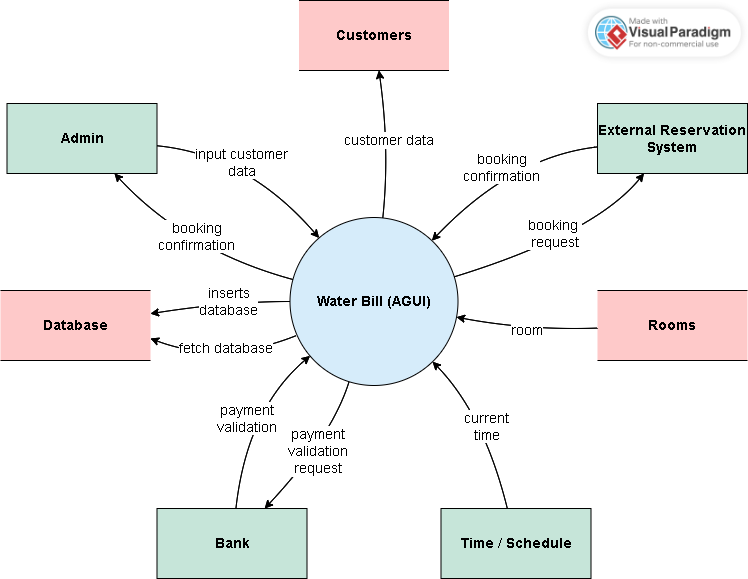 Made with
Visual Paradigm
For non-commercial use
Customers
Admin
External Reservation
System
customer data
input customer
data
booking
confirmation
booking
confirmation
booking
request
inserts
database
Water Bill (AGUI)
Database
Rooms
room
fetch database
payment
validation
payment
validation
request
current
time
Bank
Time / Schedule